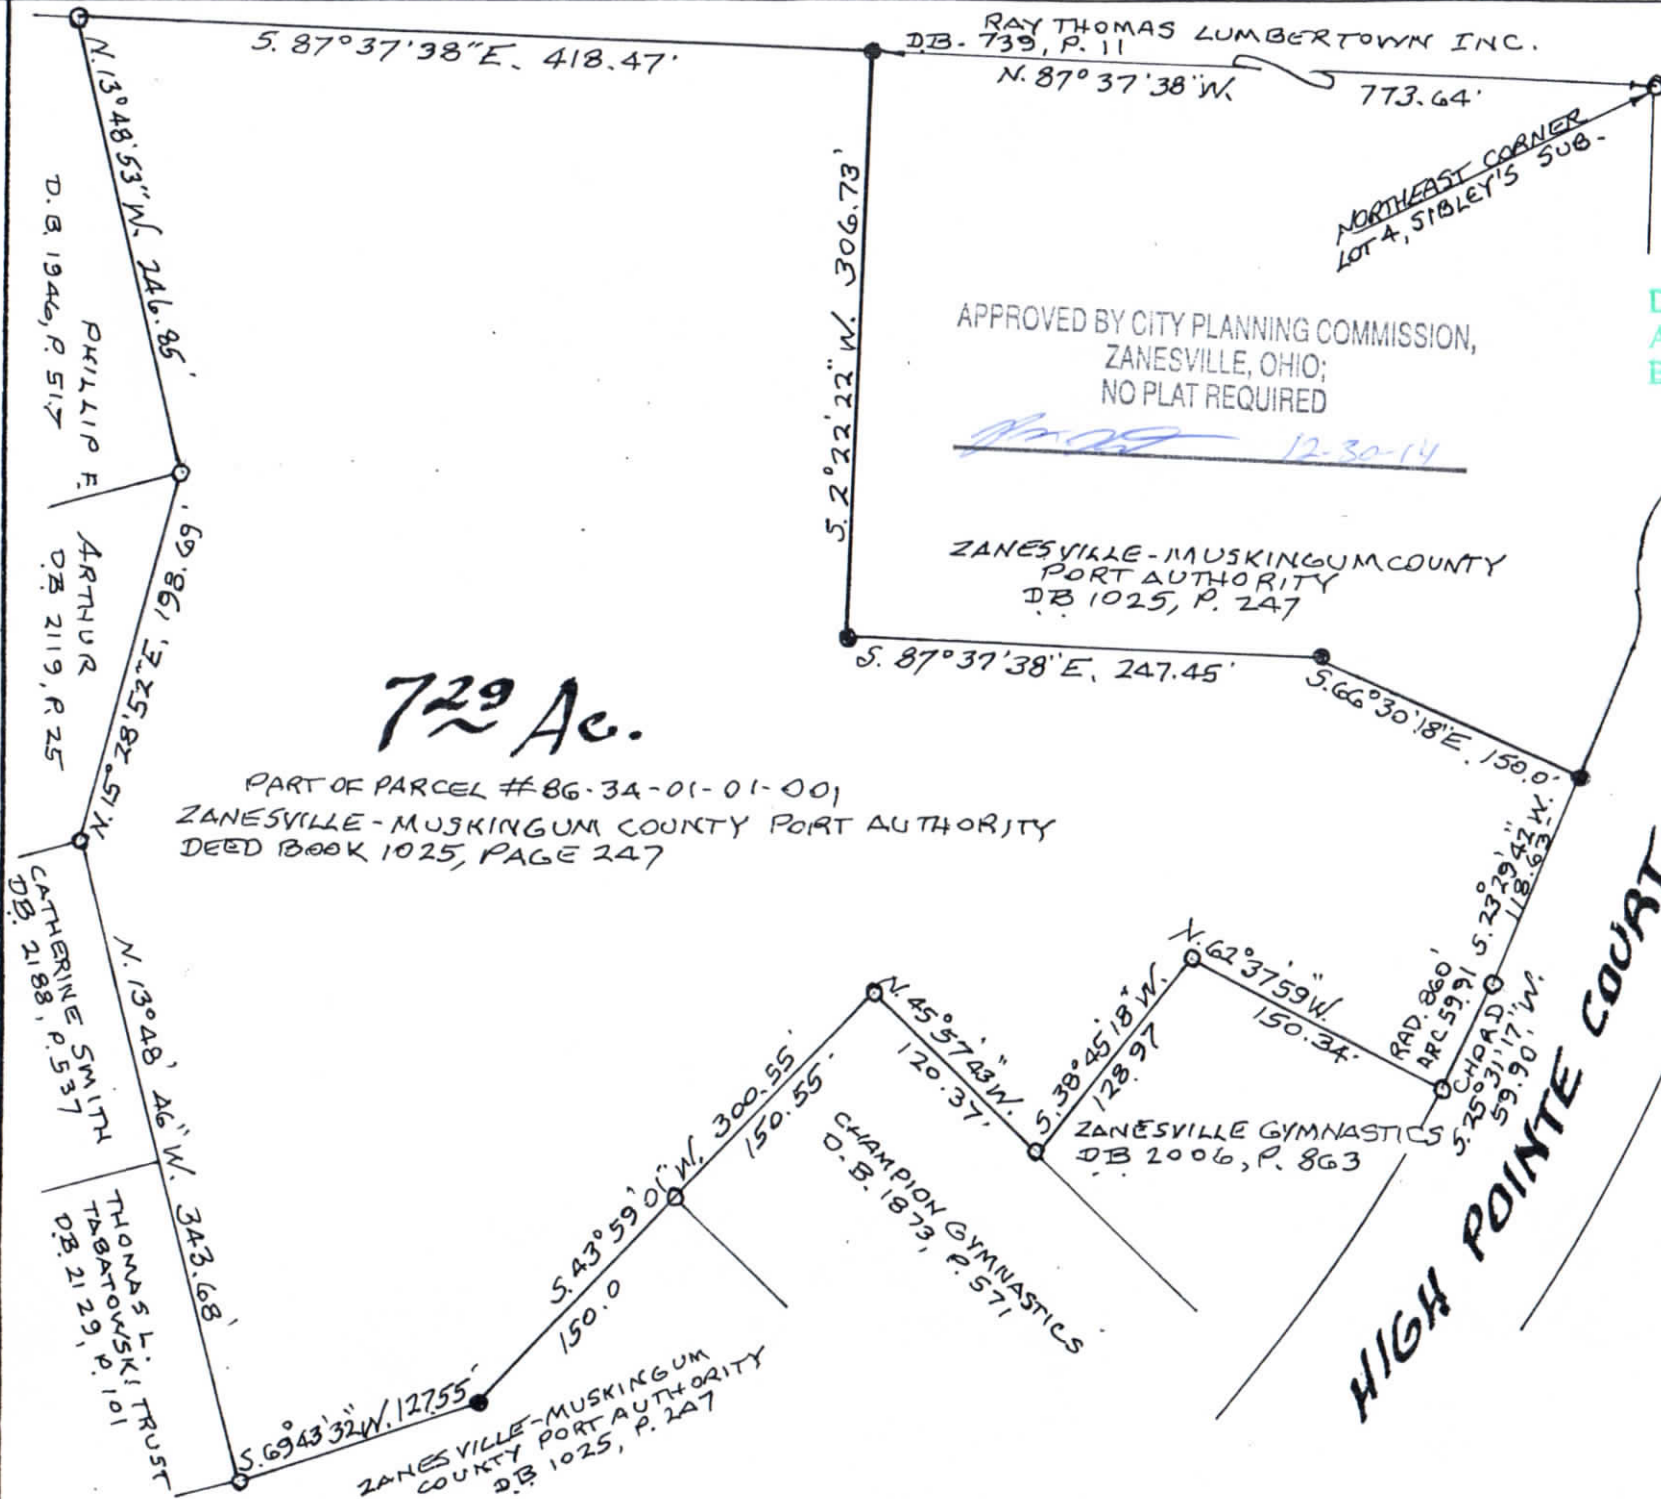 RAY THOMAS LUMBERTOWN INC.
D.B. 739, P. 11
S. 87°37'38"E. 418.47'
N. 87°37'38"W. 773.64'
NORTHEAST CORNER
LOT 4, SIBLEY'S SUB-
N. 13°48'53"W. 246.85'
PHILLIP F.
D.B. 1946, P. 517
S. 2°22'22"W. 306.73'
APPROVED BY CITY PLANNING COMMISSION,
ZANESVILLE, OHIO;
NO PLAT REQUIRED
12-30-14
ZANESVILLE-MUSKINGUM COUNTY
PORT AUTHORITY
DB 1025, P. 247
ARTHUR
DB 2119, P. 25
N. 15°28'52"E. 198.69'
S. 87°37'38"E. 247.45'
S. 66°30'18"E. 150.0'
7.29 Ac.
PART OF PARCEL #86-34-01-01-001
ZANESVILLE-MUSKINGUM COUNTY PORT AUTHORITY
DEED BOOK 1025, PAGE 247
S. 23°29'42"W.
118.63'
RAD. 860'
ARC 59.91
CHORD
S. 25°31'17"W.
59.90'
HIGH POINTE COURT
CATHERINE SMITH
DB. 2188, P. 537
N. 13°48'46"W. 343.68'
N. 62°37'59"W.
150.34'
S. 38°45'18"W.
128.97
ZANESVILLE GYMNASTICS
DB 2006, P. 863
N. 45°57'43"W.
120.37'
CHAMPION GYMNASTICS
D.B. 1873, P. 571
S. 43°59'01"W. 300.55'
150.55'
150.0
THOMAS L.
TABATOWSKI TRUST
D.B. 2129, P. 101
S. 69°43'32"W. 127.55'
ZANESVILLE-MUSKINGUM
COUNTY PORT AUTHORITY
D.B 1025, P. 247